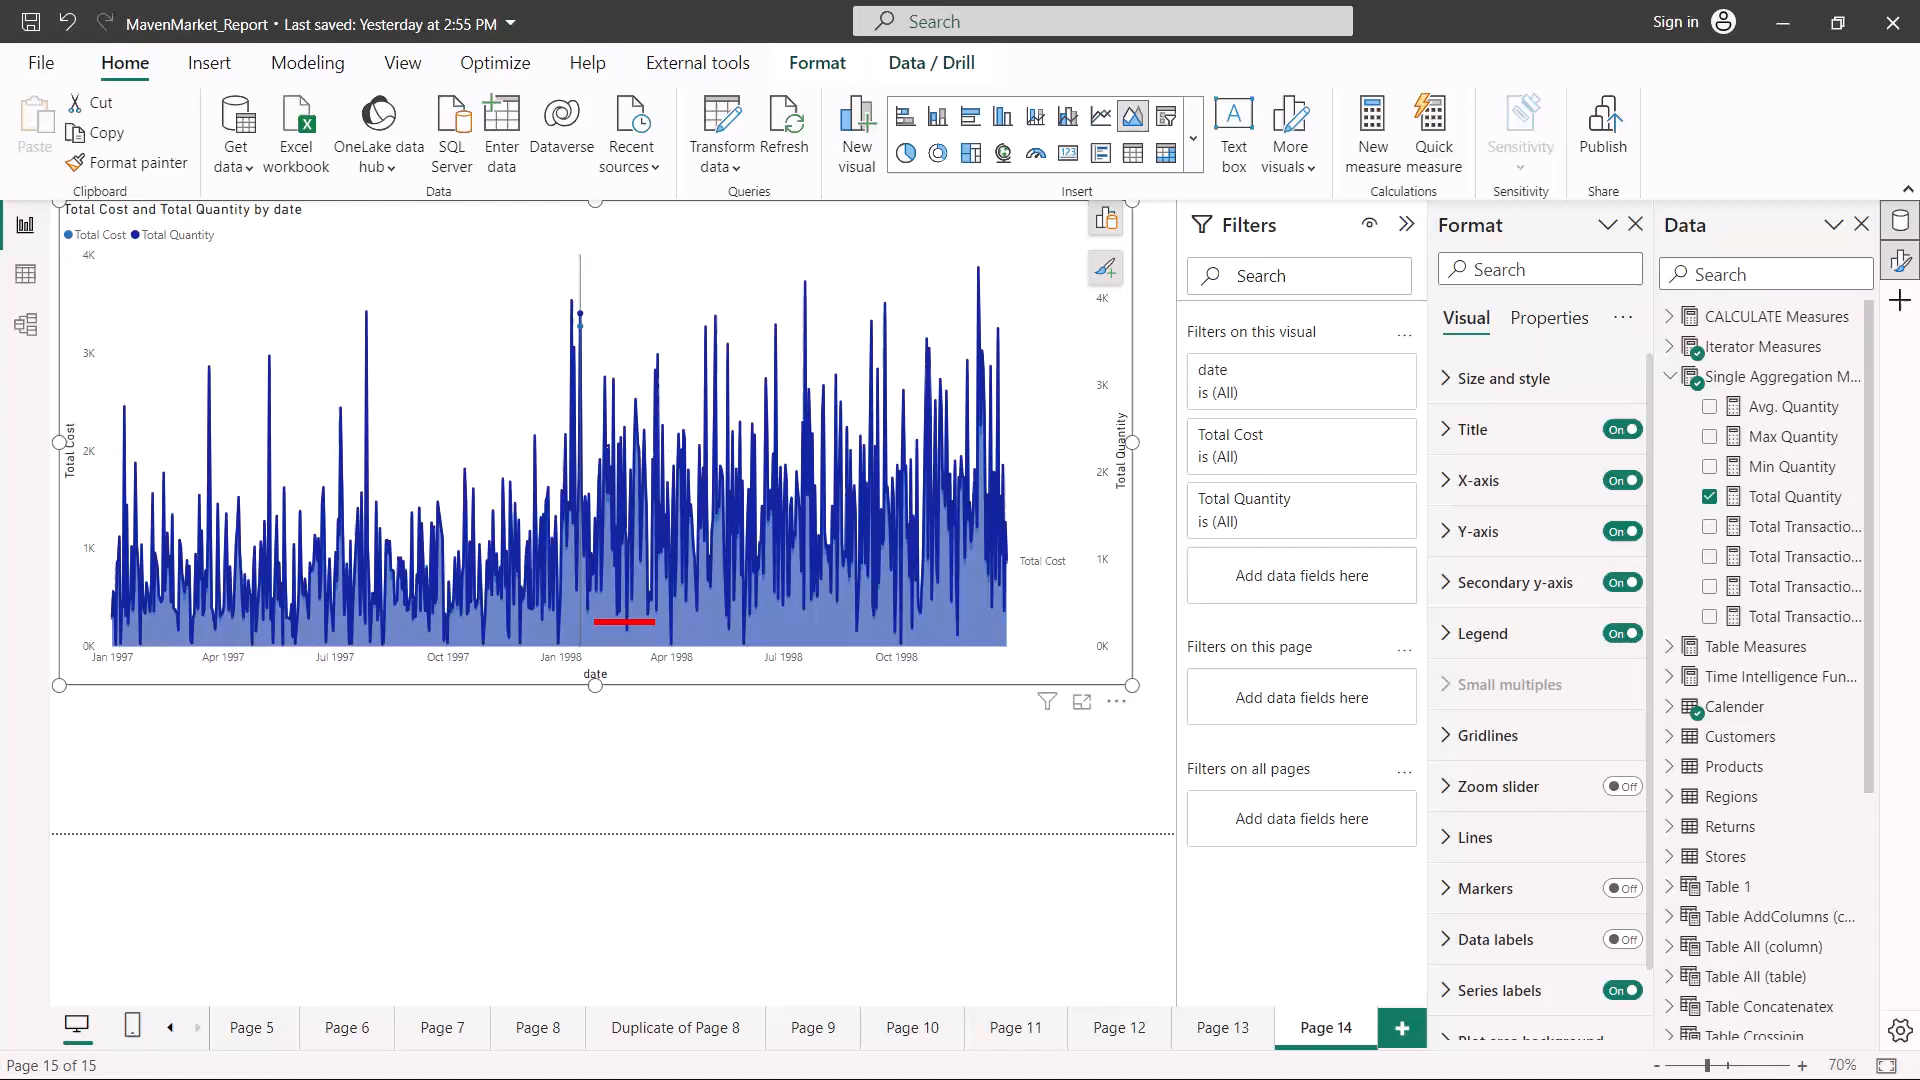 MavenMarket_Report • Last saved: Yesterday at 2:55 PM
Search
Sign in
File Home Insert Modeling View Optimize Help External tools Format Data / Drill
Paste
Cut
Copy
Format painter
Clipboard
Get data
Excel workbook
OneLake data hub
SQL Server
Enter data
Dataverse
Recent sources
Data
Transform data
Refresh
Queries
New visual
Text box
More visuals
Insert
New measure
Quick measure
Calculations
Sensitivity
Sensitivity
Publish
Share
Total Cost and Total Quantity by date
Total Cost Total Quantity
4K
3K
2K
1K
0K
Total Cost
Jan 1997 Apr 1997 Jul 1997 Oct 1997 Jan 1998 Apr 1998 Jul 1998 Oct 1998
date
4K
3K
2K
1K
0K
Total Quantity
Total Cost
Filters
Search
Filters on this visual
date
is (All)
Total Cost
is (All)
Total Quantity
is (All)
Add data fields here
Filters on this page
Add data fields here
Filters on all pages
Add data fields here
Format
Search
Visual Properties
Size and style
Title On
X-axis On
Y-axis On
Secondary y-axis On
Legend On
Small multiples
Gridlines
Zoom slider Off
Lines
Markers Off
Data labels Off
Series labels On
Data
Search
CALCULATE Measures
Iterator Measures
Single Aggregation M...
Avg. Quantity
Max Quantity
Min Quantity
Total Quantity
Total Transactio...
Total Transactio...
Total Transactio...
Total Transactio...
Table Measures
Time Intelligence Fun...
Calender
Customers
Products
Regions
Returns
Stores
Table 1
Table AddColumns (c...
Table All (column)
Table All (table)
Table Concatenatex
Table Crossjoin
Page 5 Page 6 Page 7 Page 8 Duplicate of Page 8 Page 9 Page 10 Page 11 Page 12 Page 13 Page 14
Page 15 of 15
70%